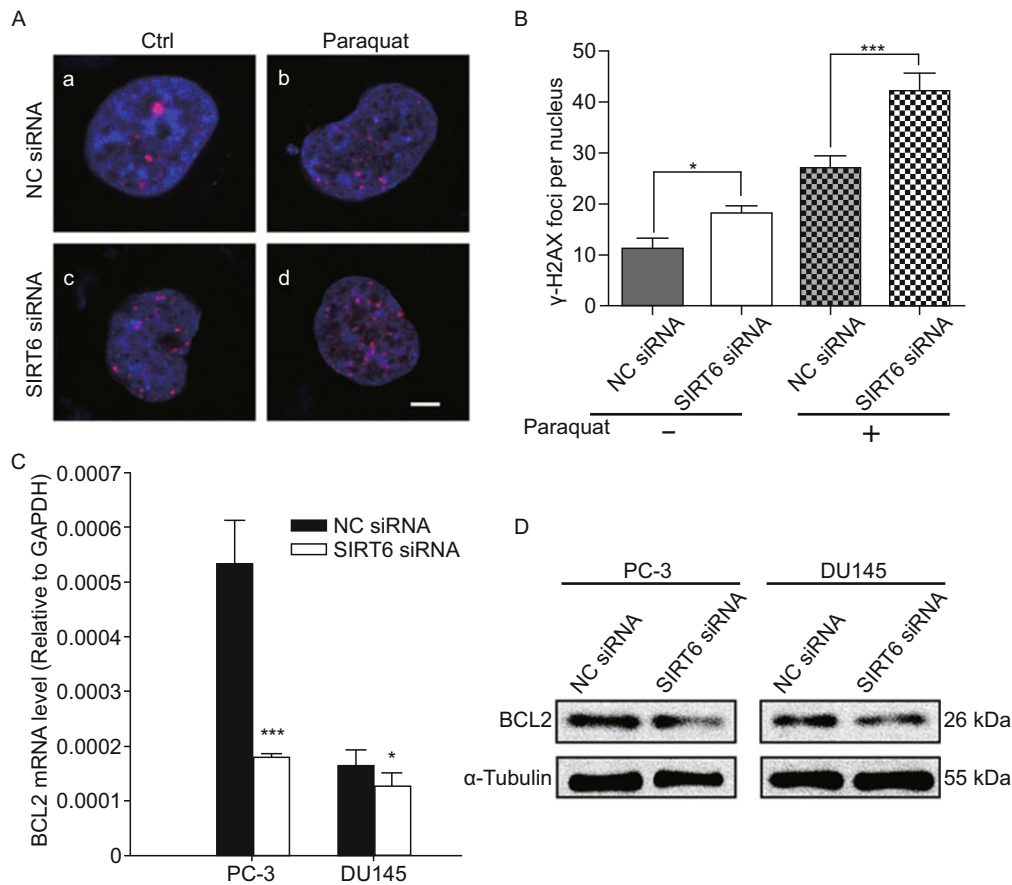 A
Ctrl
Paraquat
NC siRNA
SIRT6 siRNA
a
b
c
d
B
γ-H2AX foci per nucleus
50
40
30
20
10
0
*
***
NC siRNA
SIRT6 siRNA
NC siRNA
SIRT6 siRNA
Paraquat
−
+
C
BCL2 mRNA level (Relative to GAPDH)
0.0007
0.0006
0.0005
0.0004
0.0003
0.0002
0.0001
0
NC siRNA
SIRT6 siRNA
***
*
PC-3
DU145
D
PC-3
DU145
NC siRNA
SIRT6 siRNA
NC siRNA
SIRT6 siRNA
BCL2
26 kDa
α-Tubulin
55 kDa